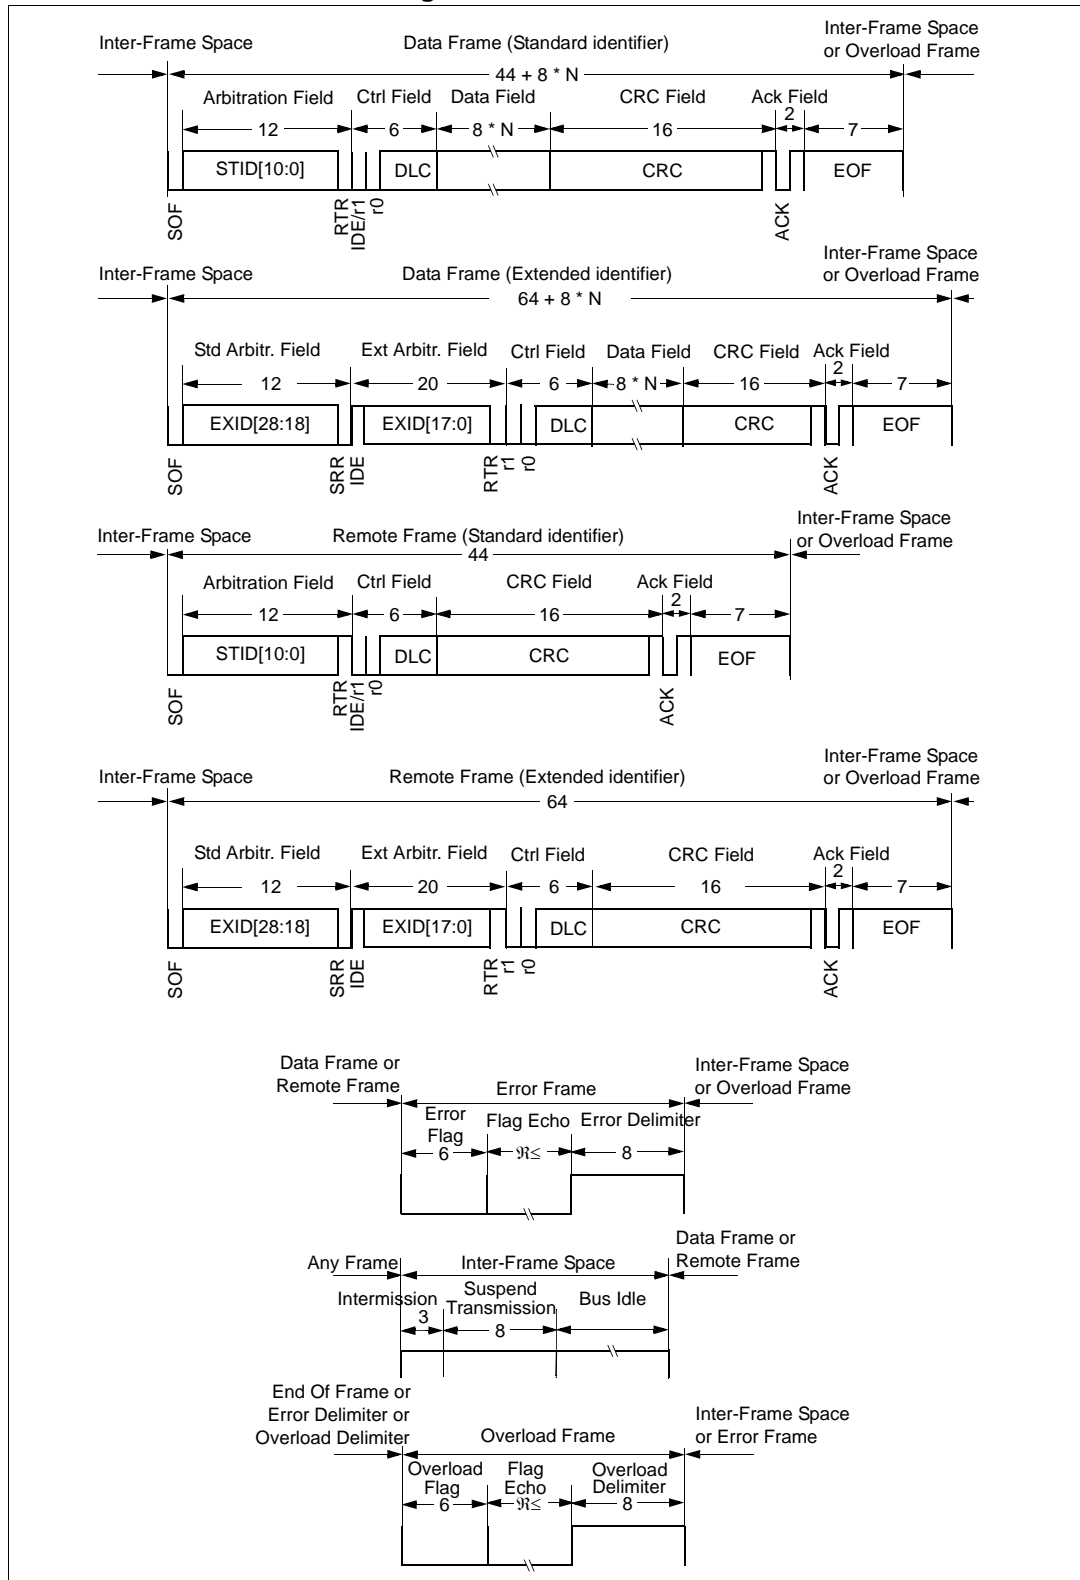 Inter-Frame Space
Data Frame (Standard identifier)
Inter-Frame Space
or Overload Frame
44 + 8 * N
Arbitration Field
Ctrl Field
Data Field
CRC Field
Ack Field
12
6
8 * N
16
2
7
STID[10:0]
DLC
CRC
EOF
SOF
RTR
IDE/r1
r0
ACK
Inter-Frame Space
Data Frame (Extended identifier)
Inter-Frame Space
or Overload Frame
64 + 8 * N
Std Arbitr. Field
Ext Arbitr. Field
Ctrl Field
Data Field
CRC Field
Ack Field
12
20
6
8 * N
16
2
7
EXID[28:18]
EXID[17:0]
DLC
CRC
EOF
SOF
SRR
IDE
RTR
r1
r0
ACK
Inter-Frame Space
Remote Frame (Standard identifier)
Inter-Frame Space
or Overload Frame
44
Arbitration Field
Ctrl Field
CRC Field
Ack Field
12
6
16
2
7
STID[10:0]
DLC
CRC
EOF
SOF
RTR
IDE/r1
r0
ACK
Inter-Frame Space
Remote Frame (Extended identifier)
Inter-Frame Space
or Overload Frame
64
Std Arbitr. Field
Ext Arbitr. Field
Ctrl Field
CRC Field
Ack Field
12
20
6
16
2
7
EXID[28:18]
EXID[17:0]
DLC
CRC
EOF
SOF
SRR
IDE
RTR
r1
r0
ACK
Data Frame or
Remote Frame
Error Frame
Inter-Frame Space
or Overload Frame
Error
Flag
Flag Echo
Error Delimiter
6
ℜ≤
8
Any Frame
Inter-Frame Space
Data Frame or
Remote Frame
Intermission
Suspend
Transmission
Bus Idle
3
8
End Of Frame or
Error Delimiter or
Overload Delimiter
Overload Frame
Inter-Frame Space
or Error Frame
Overload
Flag
Flag
Echo
Overload
Delimiter
6
ℜ≤
8